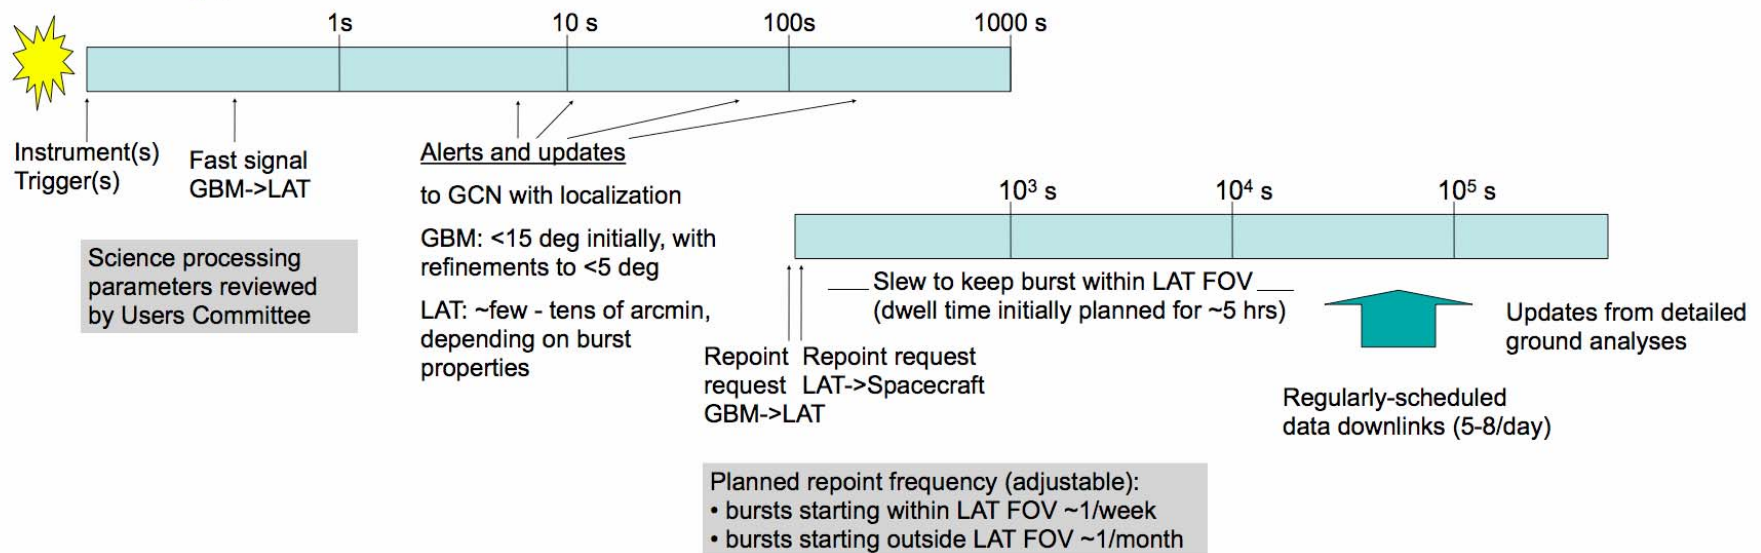 1s
10 s
100s
1000 s
Instrument(s)
Trigger(s)
Fast signal
GBM->LAT
Alerts and updates
to GCN with localization
GBM: <15 deg initially, with
refinements to <5 deg
LAT: ~few - tens of arcmin,
depending on burst
properties
Science processing
parameters reviewed
by Users Committee
10³ s
10⁴ s
10⁵ s
Slew to keep burst within LAT FOV
(dwell time initially planned for ~5 hrs)
Repoint
request
GBM->LAT
Repoint request
LAT->Spacecraft
Updates from detailed
ground analyses
Regularly-scheduled
data downlinks (5-8/day)
Planned repoint frequency (adjustable):
• bursts starting within LAT FOV ~1/week
• bursts starting outside LAT FOV ~1/month